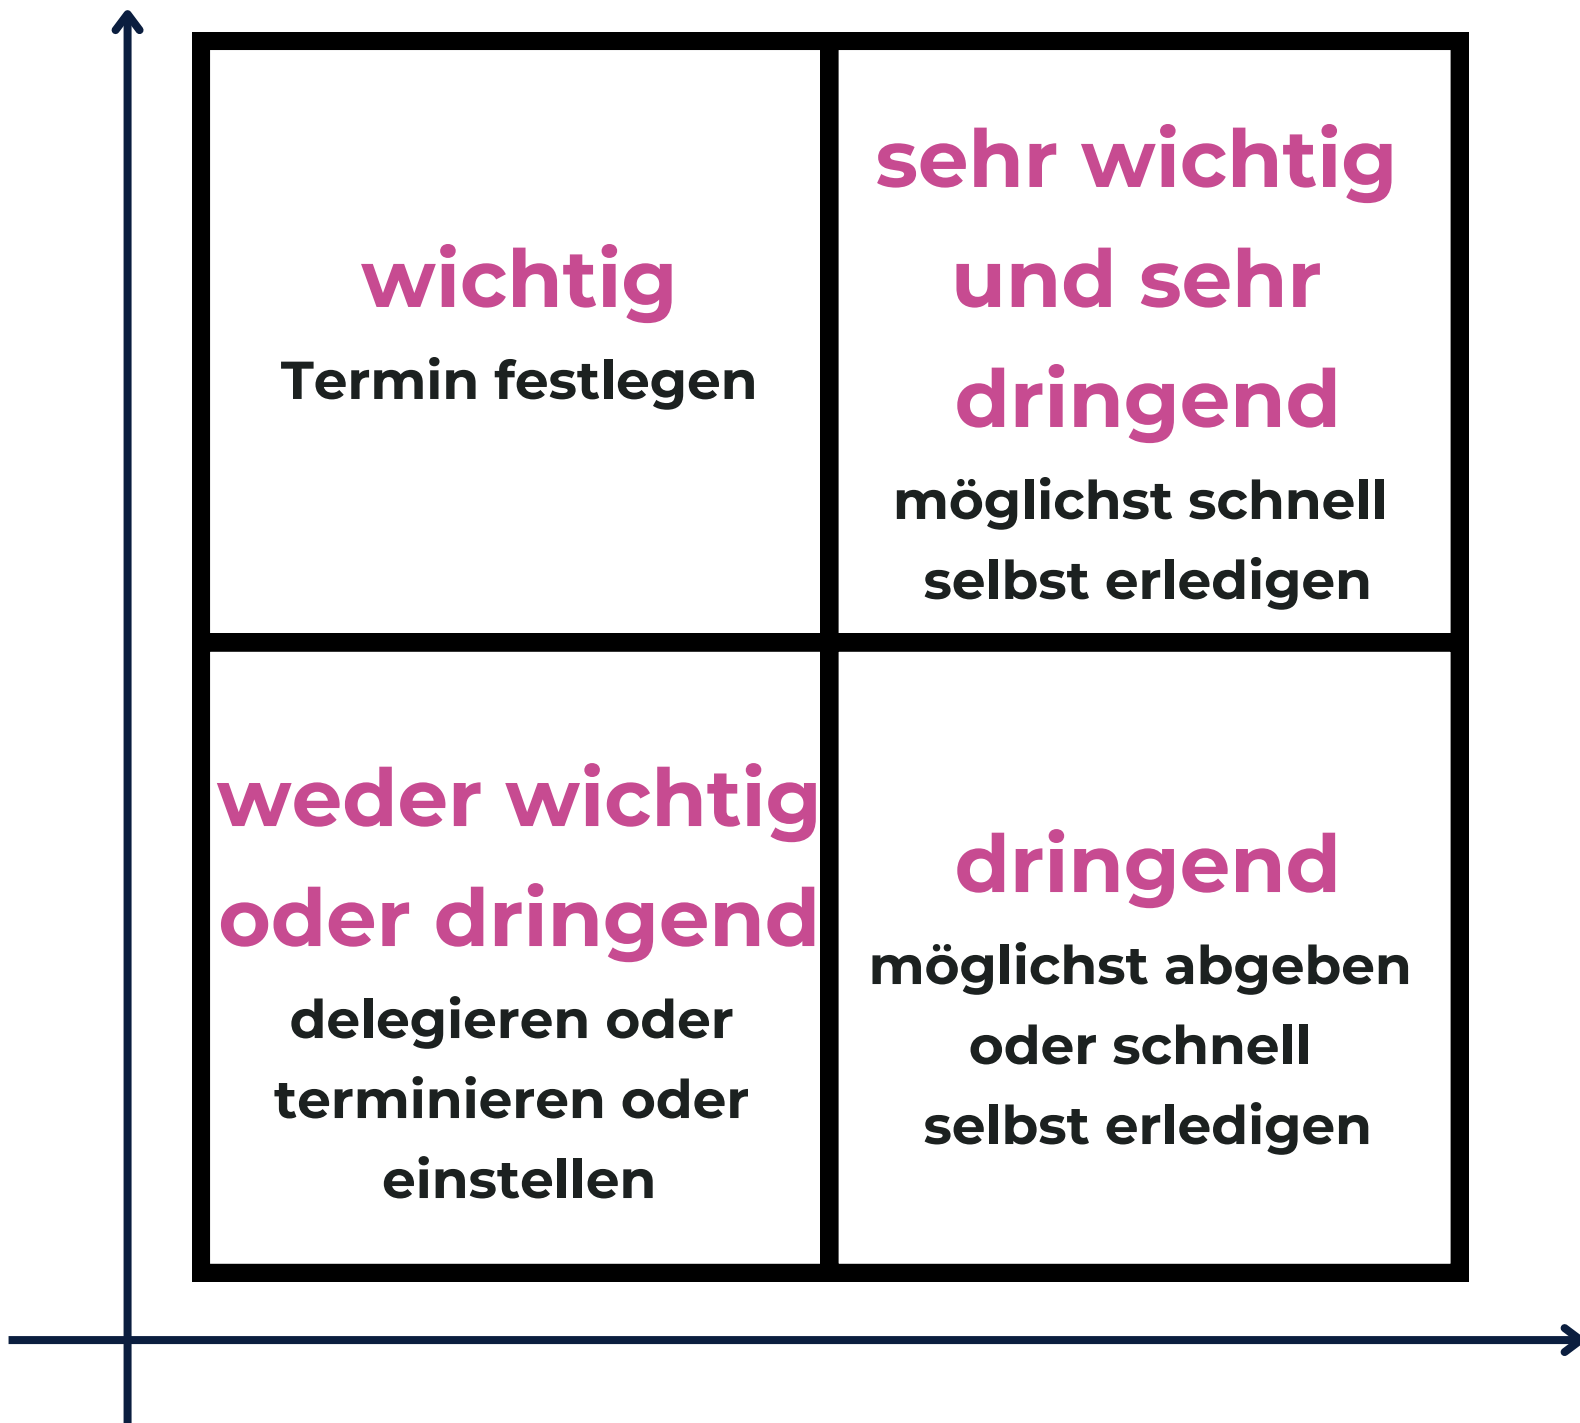 wichtig
Termin festlegen
sehr wichtig
und sehr
dringend
möglichst schnell
selbst erledigen
weder wichtig
oder dringend
delegieren oder
terminieren oder
einstellen
dringend
möglichst abgeben
oder schnell
selbst erledigen